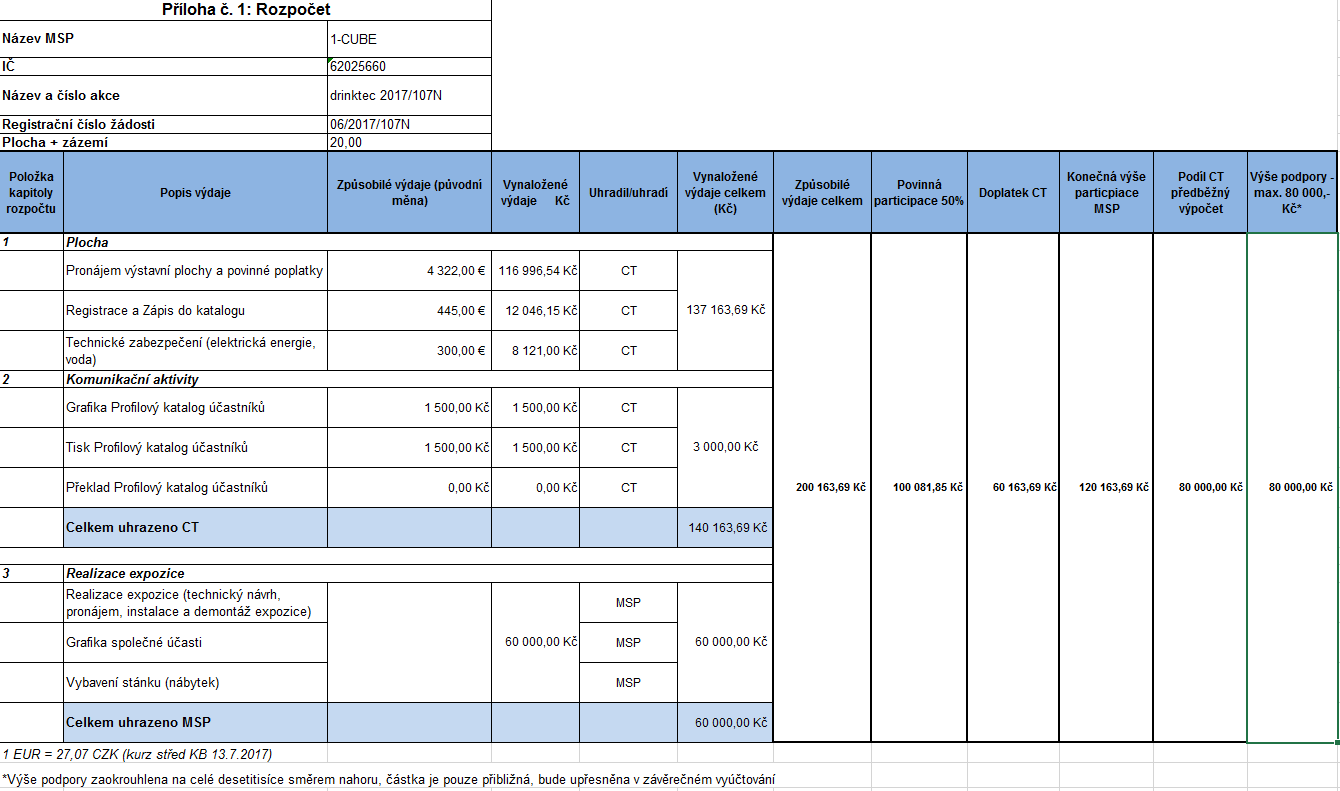 Příloha č. 1: Rozpočet
Název MSP 1-CUBE
IČ 62025660
Název a číslo akce drinktec 2017/107N
Registrační číslo žádosti 06/2017/107N
Plocha + zázemí 20,00
Položka kapitoly rozpočtu Popis výdaje Způsobilé výdaje (původní měna) Vynaložené výdaje Kč Uhradil/uhradí Vynaložené výdaje celkem (Kč) Způsobilé výdaje celkem Povinná participace 50% Doplatek CT Konečná výše particpiace MSP Podíl CT předběžný výpočet Výše podpory - max. 80 000,- Kč*
1 Plocha
Pronájem výstavní plochy a povinné poplatky 4 322,00 € 116 996,54 Kč CT
Registrace a Zápis do katalogu 445,00 € 12 046,15 Kč CT 137 163,69 Kč
Technické zabezpečení (elektrická energie, voda) 300,00 € 8 121,00 Kč CT
2 Komunikační aktivity
Grafika Profilový katalog účastníků 1 500,00 Kč 1 500,00 Kč CT
Tisk Profilový katalog účastníků 1 500,00 Kč 1 500,00 Kč CT 3 000,00 Kč
Překlad Profilový katalog účastníků 0,00 Kč 0,00 Kč CT
200 163,69 Kč 100 081,85 Kč 60 163,69 Kč 120 163,69 Kč 80 000,00 Kč 80 000,00 Kč
Celkem uhrazeno CT 140 163,69 Kč
3 Realizace expozice
Realizace expozice (technický návrh, pronájem, instalace a demontáž expozice) MSP
Grafika společné účasti 60 000,00 Kč MSP 60 000,00 Kč
Vybavení stánku (nábytek) MSP
Celkem uhrazeno MSP 60 000,00 Kč
1 EUR = 27,07 CZK (kurz střed KB 13.7.2017)
*Výše podpory zaokrouhlena na celé desetitisíce směrem nahoru, částka je pouze přibližná, bude upřesněna v závěrečném vyúčtování